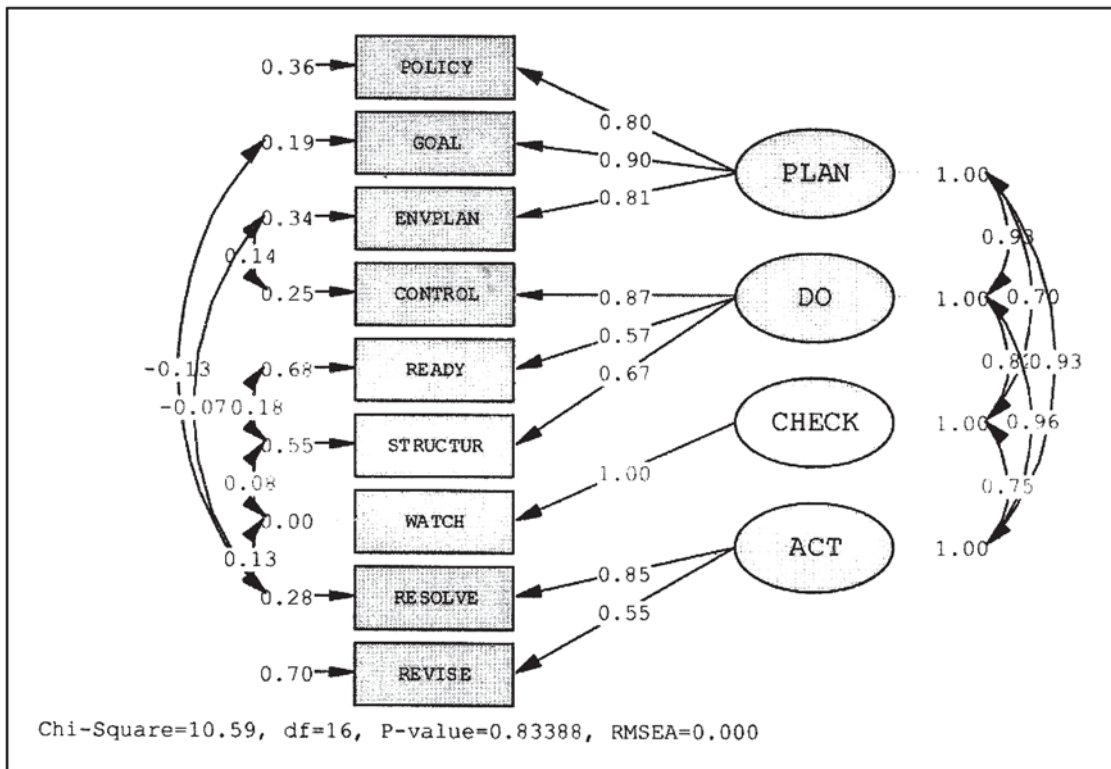 0.36 POLICY
0.80
0.19 GOAL
0.90 PLAN 1.00
0.81
0.34 ENVPLAN
0.93
0.14
0.25 CONTROL 0.87 DO 1.00 0.70
0.57
-0.13 0.68 READY 0.67 0.93
-0.07 0.18
0.55 STRUCTUR CHECK 1.00 0.96
1.00
0.08 0.75
0.00 WATCH
ACT 1.00
0.13
0.85
0.28 RESOLVE
0.55
0.70 REVISE
Chi-Square=10.59, df=16, P-value=0.83388, RMSEA=0.000